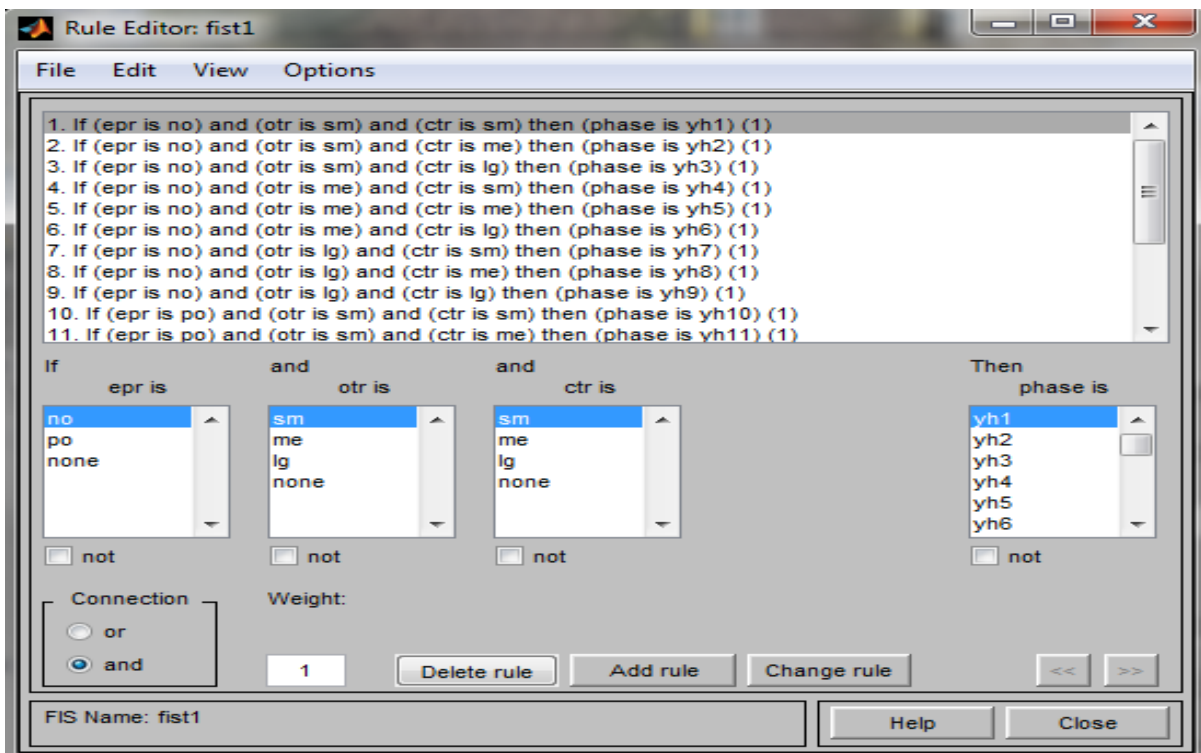 Rule Editor: fist1
File Edit View Options
1. If (epr is no) and (otr is sm) and (ctr is sm) then (phase is yh1) (1)
2. If (epr is no) and (otr is sm) and (ctr is me) then (phase is yh2) (1)
3. If (epr is no) and (otr is sm) and (ctr is lg) then (phase is yh3) (1)
4. If (epr is no) and (otr is me) and (ctr is sm) then (phase is yh4) (1)
5. If (epr is no) and (otr is me) and (ctr is me) then (phase is yh5) (1)
6. If (epr is no) and (otr is me) and (ctr is lg) then (phase is yh6) (1)
7. If (epr is no) and (otr is lg) and (ctr is sm) then (phase is yh7) (1)
8. If (epr is no) and (otr is lg) and (ctr is me) then (phase is yh8) (1)
9. If (epr is no) and (otr is lg) and (ctr is lg) then (phase is yh9) (1)
10. If (epr is po) and (otr is sm) and (ctr is sm) then (phase is yh10) (1)
11. If (epr is po) and (otr is sm) and (ctr is me) then (phase is yh11) (1)
If and and Then
epr is otr is ctr is phase is
no sm sm yh1
po me me yh2
none lg lg yh3
none none yh4
yh5
yh6
not not not not
Connection Weight:
or
and 1 Delete rule Add rule Change rule << >>
FIS Name: fist1 Help Close